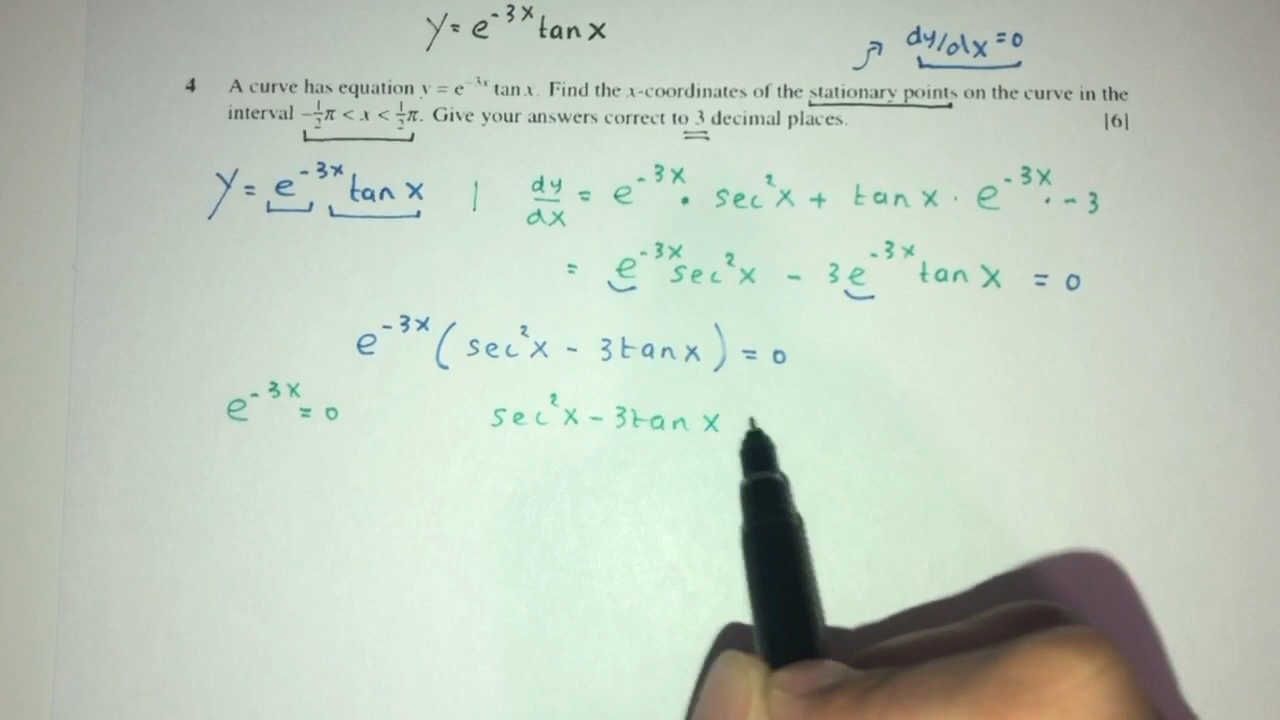 y = e^{-3x} tan x
dy/dx = 0
4 A curve has equation y = e^{-3x} tan x. Find the x-coordinates of the stationary points on the curve in the
interval -½π < x < ½π. Give your answers correct to 3 decimal places. [6]
y = e^{-3x} tan x | dy/dx = e^{-3x} · sec²x + tan x · e^{-3x} · -3
= e^{-3x} sec²x - 3e^{-3x} tan x = 0
e^{-3x} (sec²x - 3tan x) = 0
e^{-3x} = 0 sec²x - 3tan x